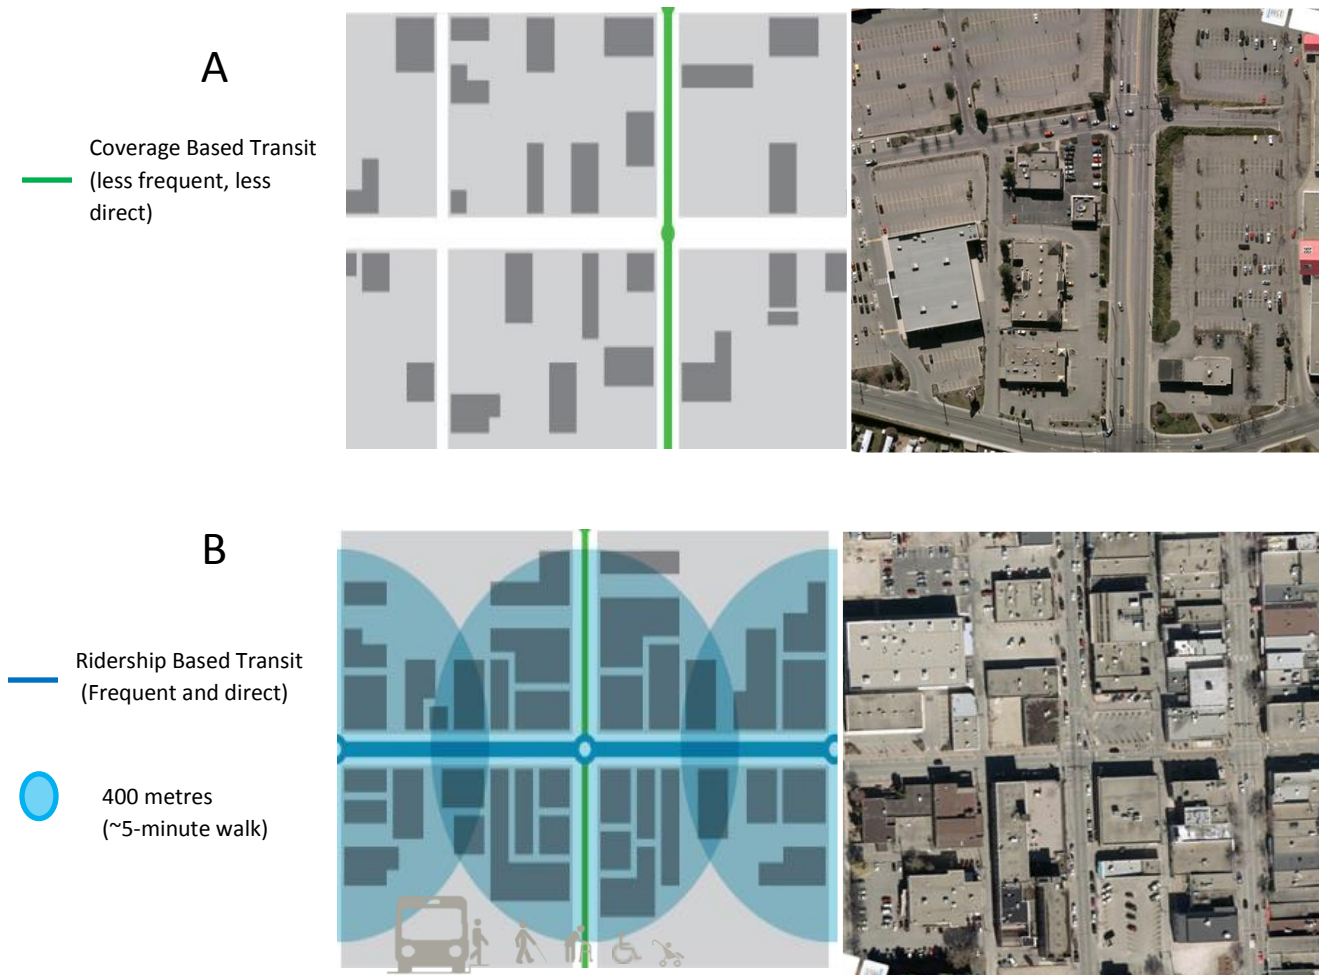 A
Coverage Based Transit
(less frequent, less
direct)
B
Ridership Based Transit
(Frequent and direct)
400 metres
(~5-minute walk)